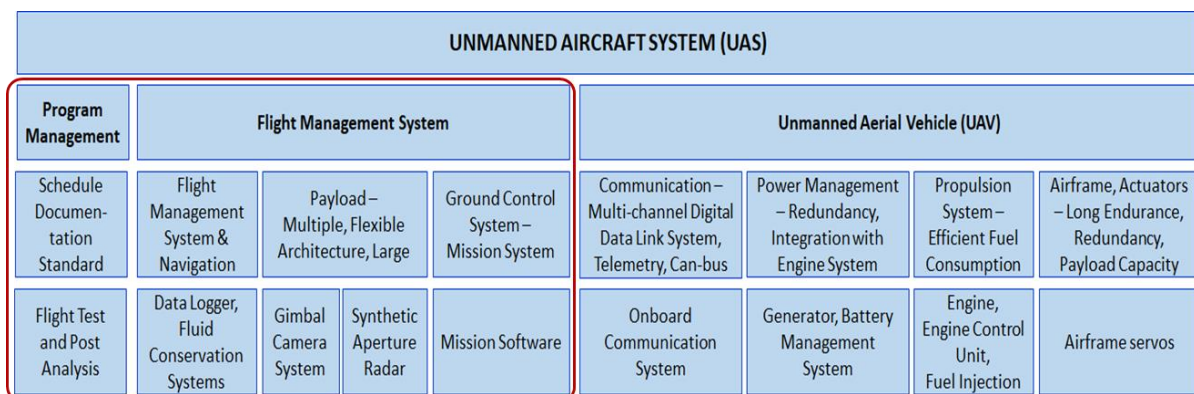 UNMANNED AIRCRAFT SYSTEM (UAS)
Program
Management
Flight Management System
Unmanned Aerial Vehicle (UAV)
Schedule
Documen-
tation
Standard
Flight
Management
System &
Navigation
Payload –
Multiple, Flexible
Architecture, Large
Ground Control
System –
Mission System
Communication –
Multi-channel Digital
Data Link System,
Telemetry, Can-bus
Power Management
– Redundancy,
Integration with
Engine System
Propulsion
System –
Efficient Fuel
Consumption
Airframe, Actuators
– Long Endurance,
Redundancy,
Payload Capacity
Flight Test
and Post
Analysis
Data Logger,
Fluid
Conservation
Systems
Gimbal
Camera
System
Synthetic
Aperture
Radar
Mission Software
Onboard
Communication
System
Generator, Battery
Management
System
Engine,
Engine Control
Unit,
Fuel Injection
Airframe servos